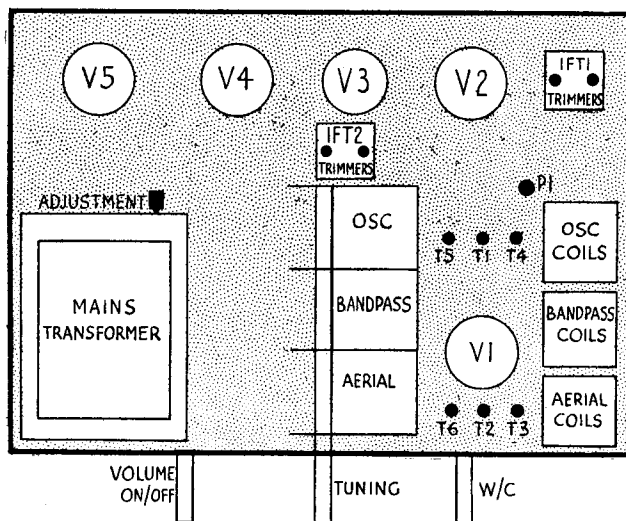 V5
V4
V3
V2
IFT1
TRIMMERS
IFT2
TRIMMERS
P1
ADJUSTMENT
OSC
T5 T1 T4
OSC
COILS
MAINS
TRANSFORMER
BANDPASS
BANDPASS
COILS
V1
AERIAL
AERIAL
COILS
T6 T2 T3
VOLUME
ON/OFF
TUNING
W/C